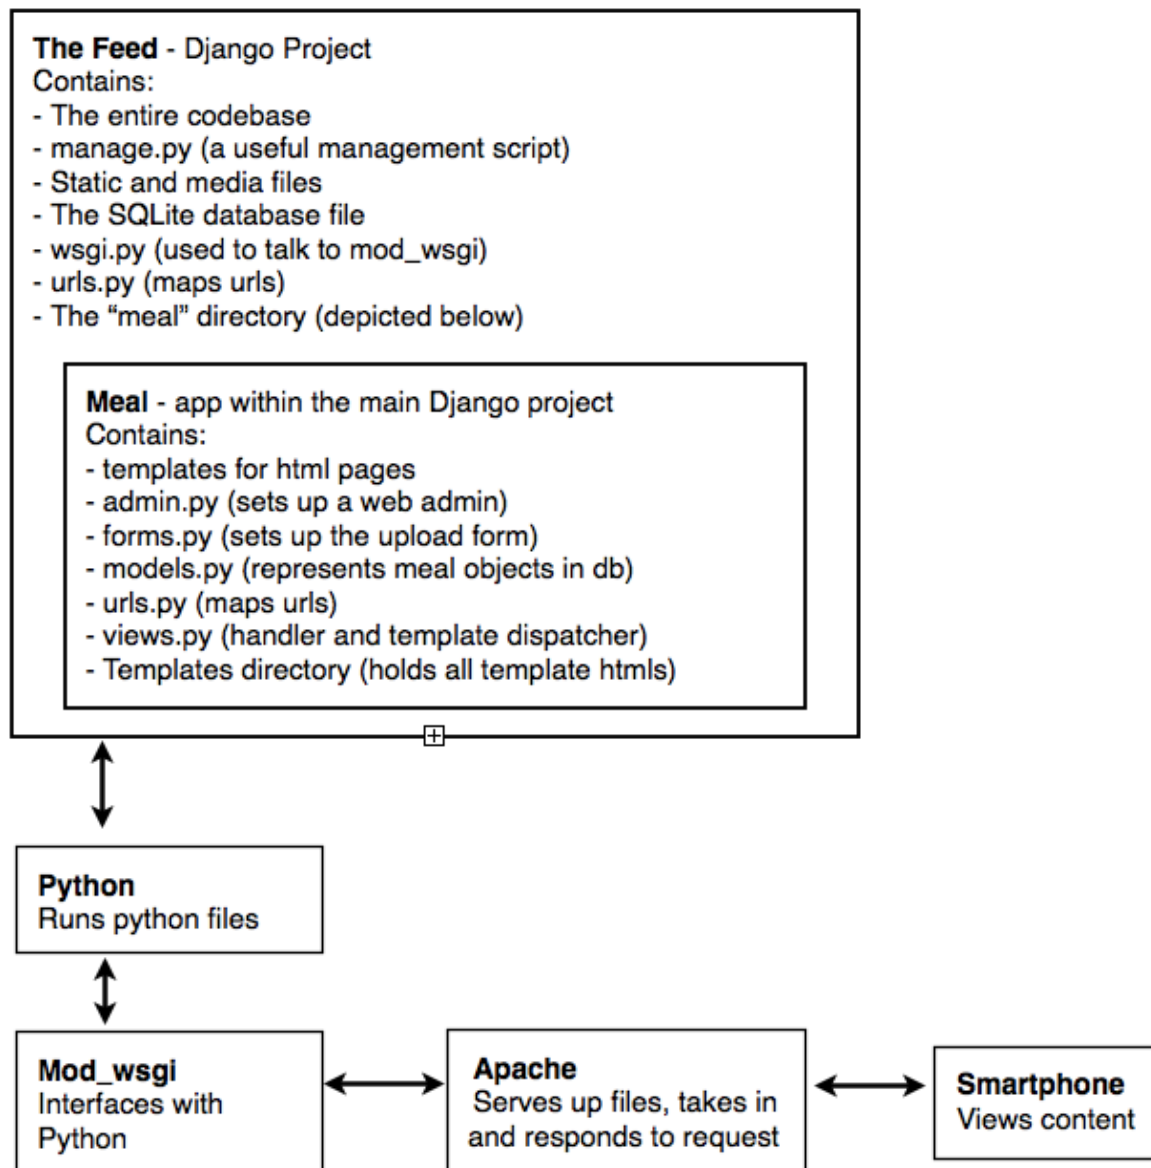 The Feed - Django Project
Contains:
- The entire codebase
- manage.py (a useful management script)
- Static and media files
- The SQLite database file
- wsgi.py (used to talk to mod_wsgi)
- urls.py (maps urls)
- The “meal” directory (depicted below)
Meal - app within the main Django project
Contains:
- templates for html pages
- admin.py (sets up a web admin)
- forms.py (sets up the upload form)
- models.py (represents meal objects in db)
- urls.py (maps urls)
- views.py (handler and template dispatcher)
- Templates directory (holds all template htmls)
Python
Runs python files
Mod_wsgi
Interfaces with
Python
Apache
Serves up files, takes in
and responds to request
Smartphone
Views content